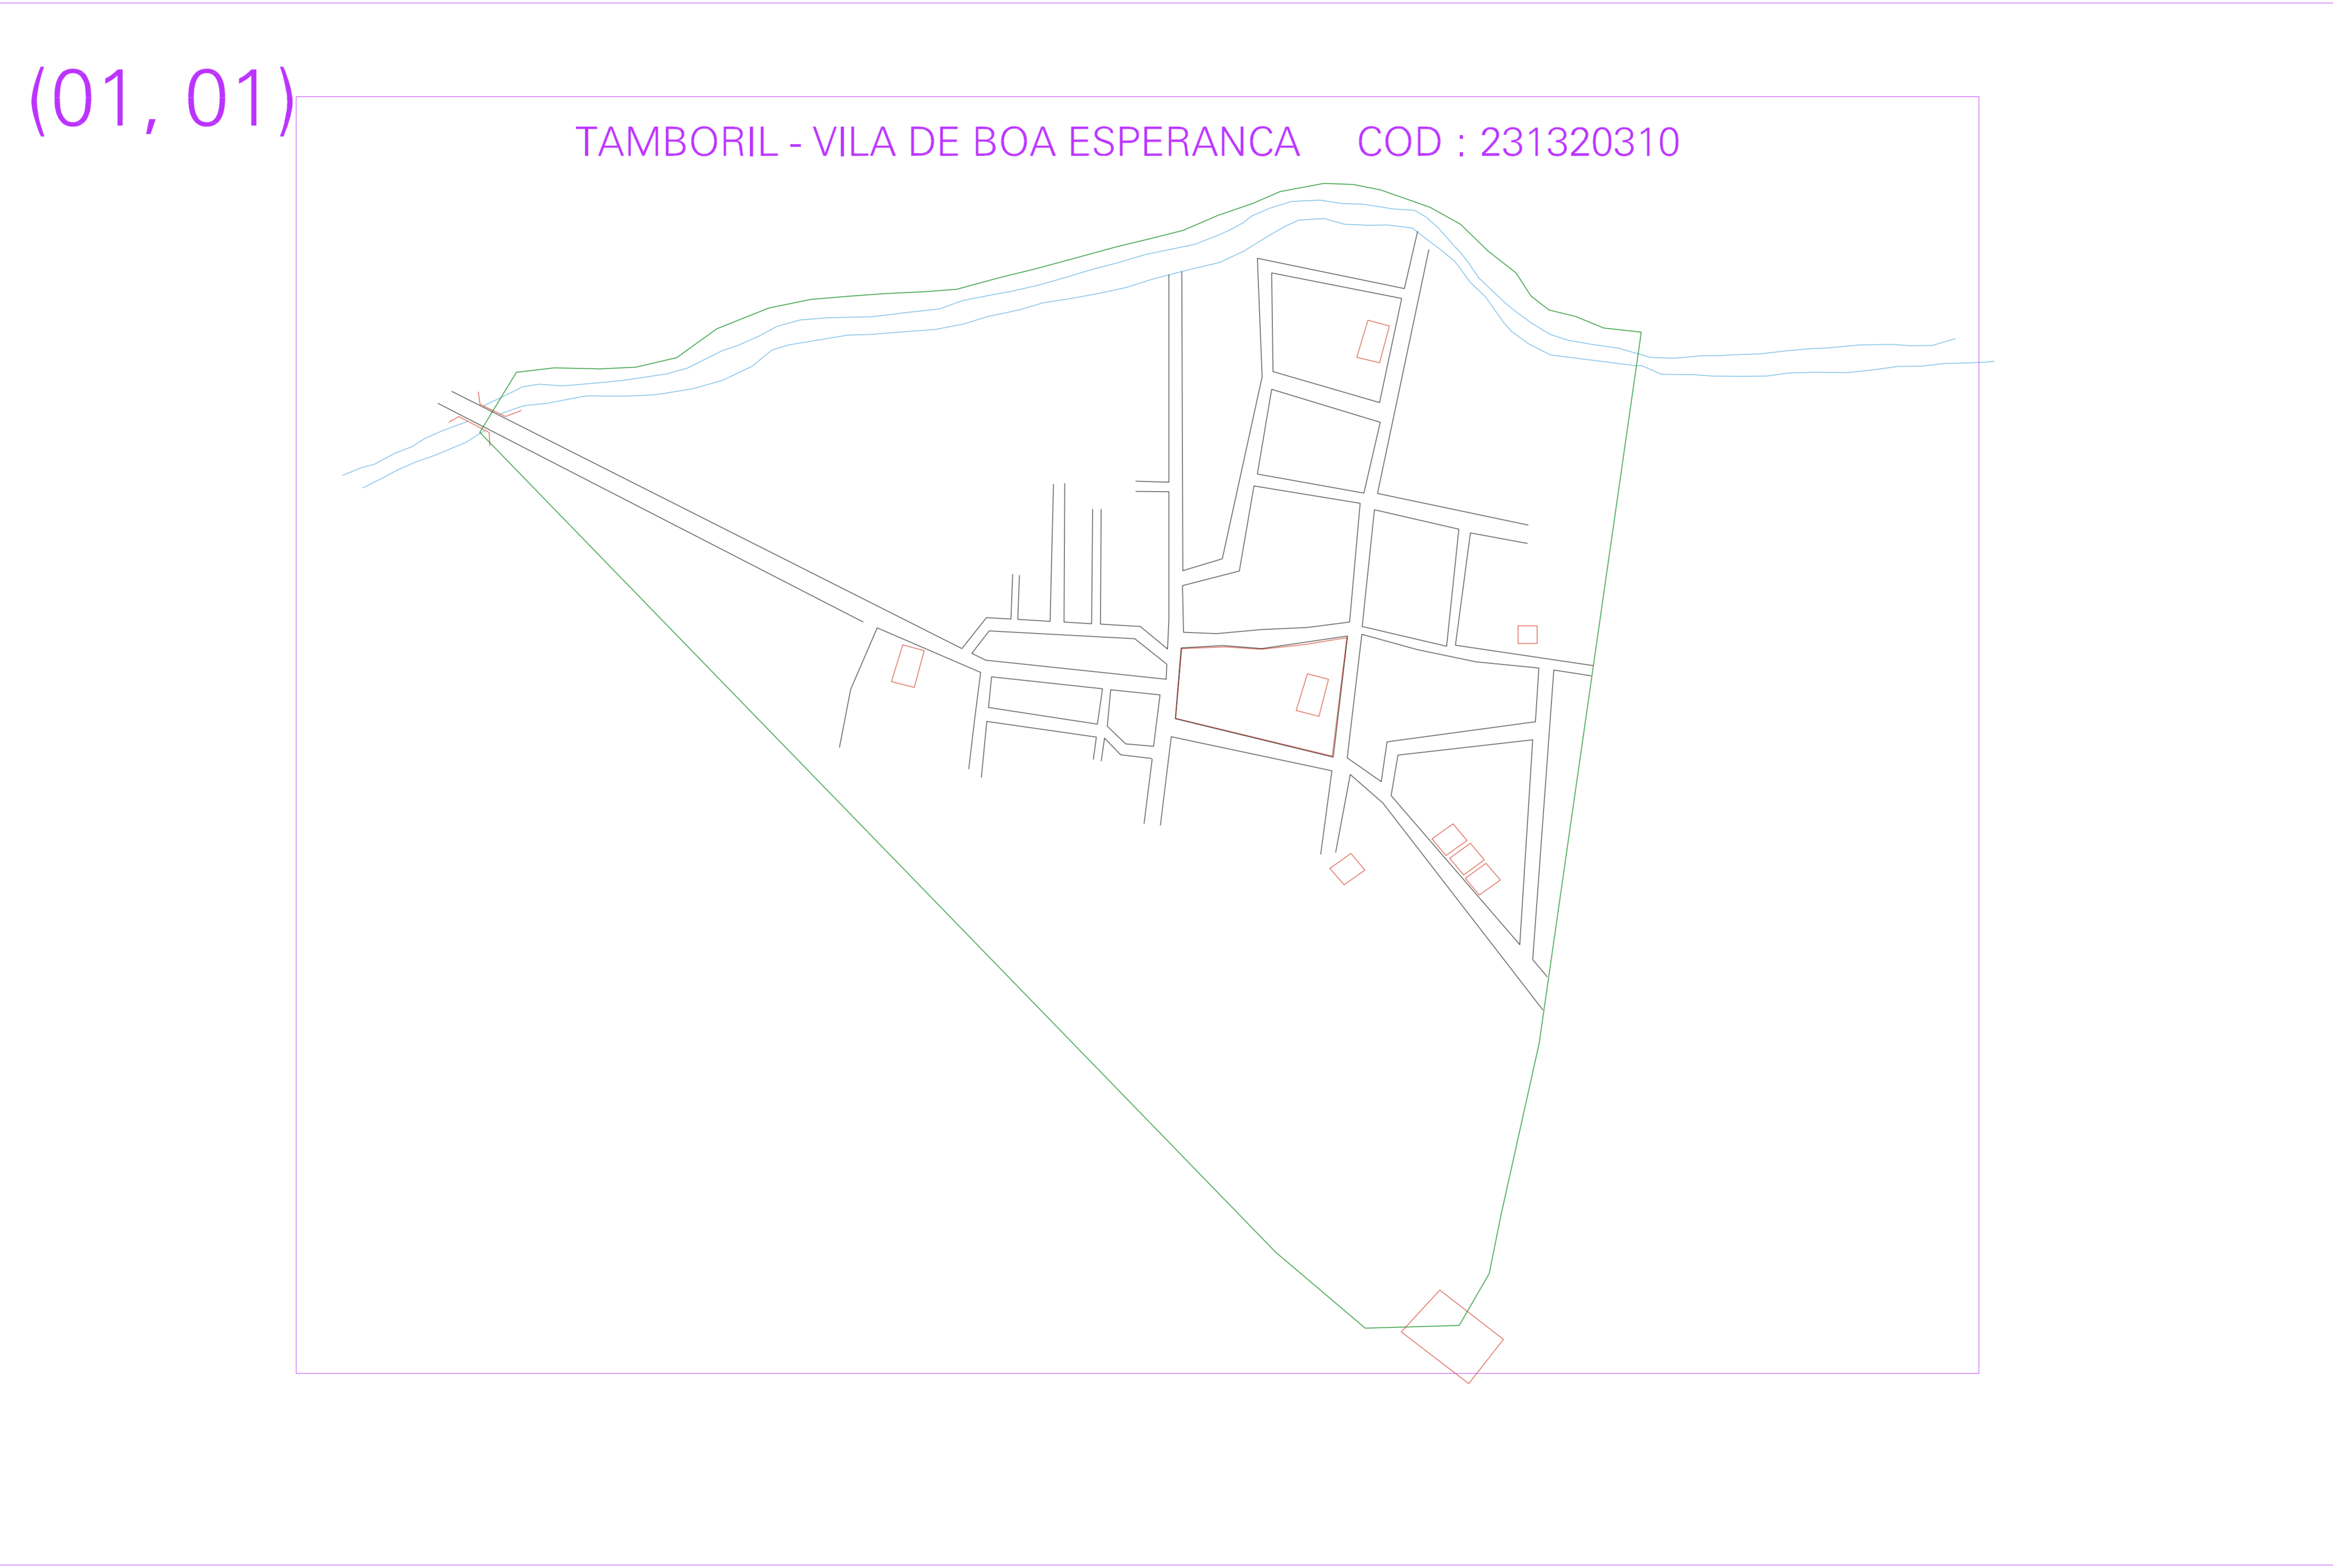 (01, 01)
TAMBORIL - VILA DE BOA ESPERANCA COD : 231320310